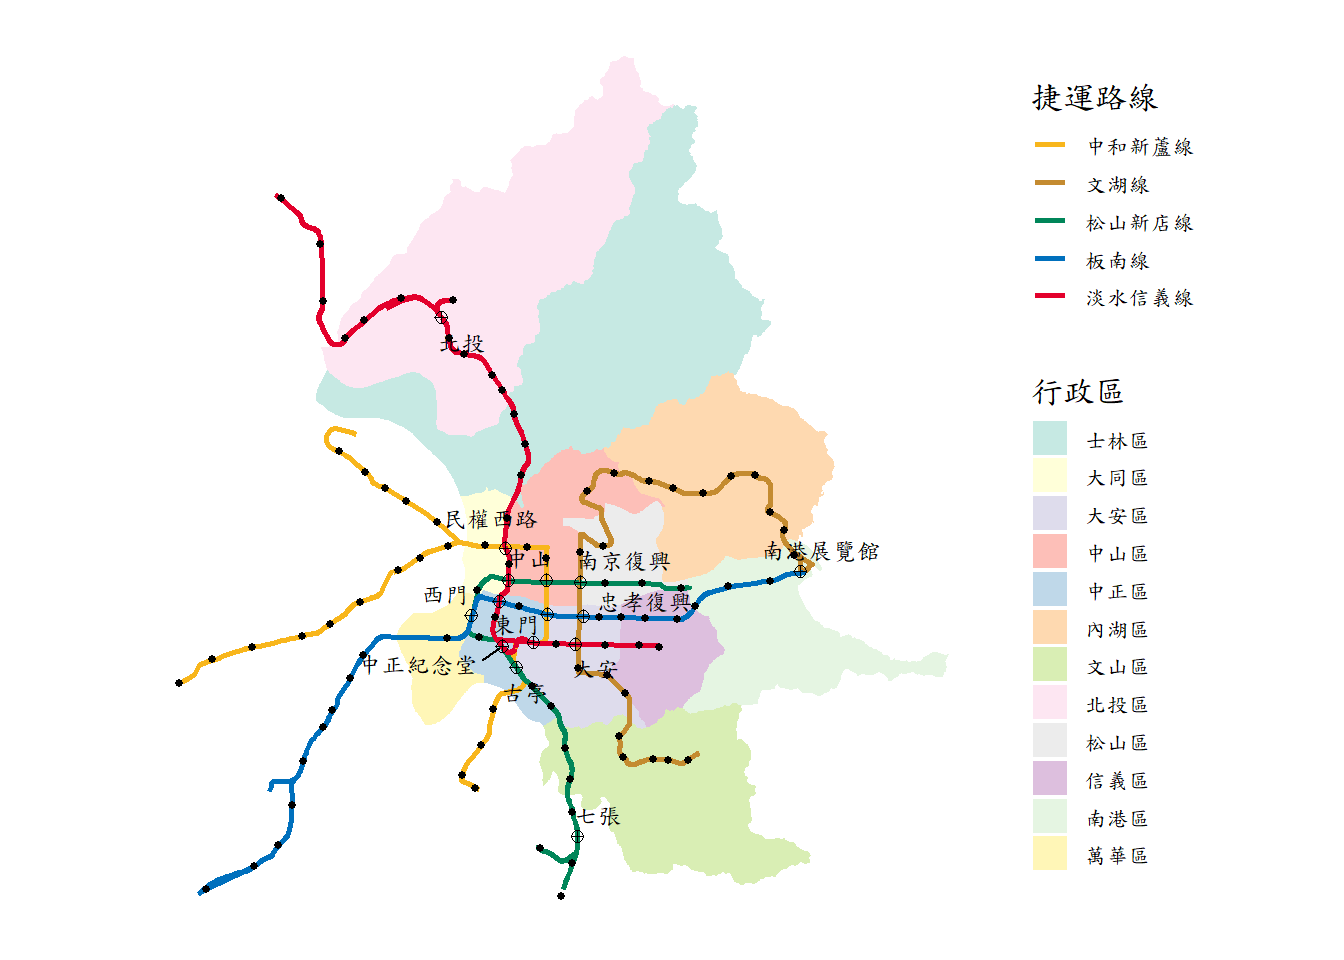 捷運路線
中和新蘆線
文湖線
松山新店線
板南線
淡水信義線
行政區
士林區
大同區
大安區
中山區
中正區
內湖區
文山區
北投區
松山區
信義區
南港區
萬華區
北投
民權西路
中山
南京復興
南港展覽館
西門
忠孝復興
東門
中正紀念堂
大安
古亭
七張